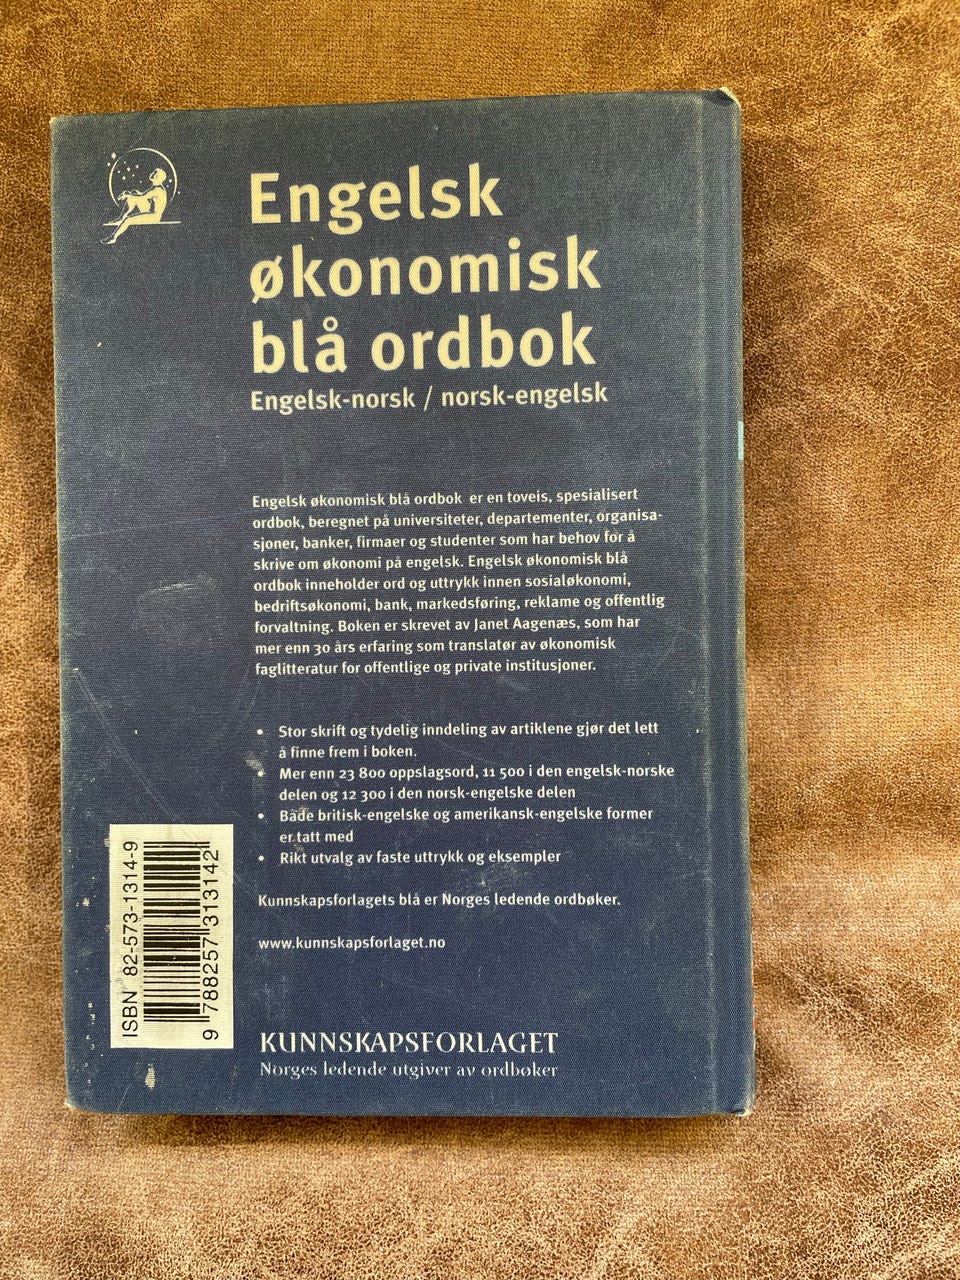 Engelsk
økonomisk
blå ordbok
Engelsk-norsk / norsk-engelsk
Engelsk økonomisk blå ordbok er en toveis, spesialisert
ordbok, beregnet på universiteter, departementer, organisa-
sjoner, banker, firmaer og studenter som har behov for å
skrive om økonomi på engelsk. Engelsk økonomisk blå
ordbok inneholder ord og uttrykk innen sosialøkonomi,
bedriftsøkonomi, bank, markedsføring, reklame og offentlig
forvaltning. Boken er skrevet av Janet Aagenæs, som har
mer enn 30 års erfaring som translatør av økonomisk
faglitteratur for offentlige og private institusjoner.
• Stor skrift og tydelig inndeling av artiklene gjør det lett
å finne frem i boken.
• Mer enn 23 800 oppslagsord, 11 500 i den engelsk-norske
delen og 12 300 i den norsk-engelske delen
• Både britisk-engelske og amerikansk-engelske former
er tatt med
• Rikt utvalg av faste uttrykk og eksempler
Kunnskapsforlagets blå er Norges ledende ordbøker.
www.kunnskapsforlaget.no
ISBN 82-573-1314-9
9 788257 313142
KUNNSKAPSFORLAGET
Norges ledende utgiver av ordbøker